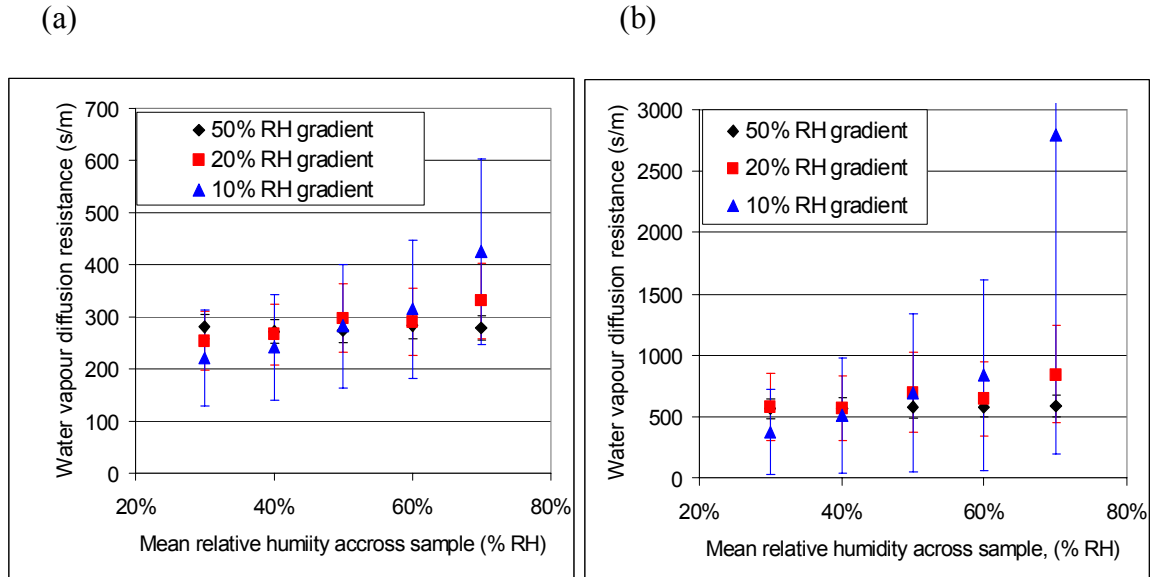 (a)
Water vapour diffusion resistance (s/m)
700
600
500
400
300
200
100
0
50% RH gradient
20% RH gradient
10% RH gradient
20%
40%
60%
80%
Mean relative humiity accross sample (% RH)
(b)
Water vapour diffusion resistance (s/m)
3000
2500
2000
1500
1000
500
0
50% RH gradient
20% RH gradient
10% RH gradient
20%
40%
60%
80%
Mean relative humidity across sample, (% RH)